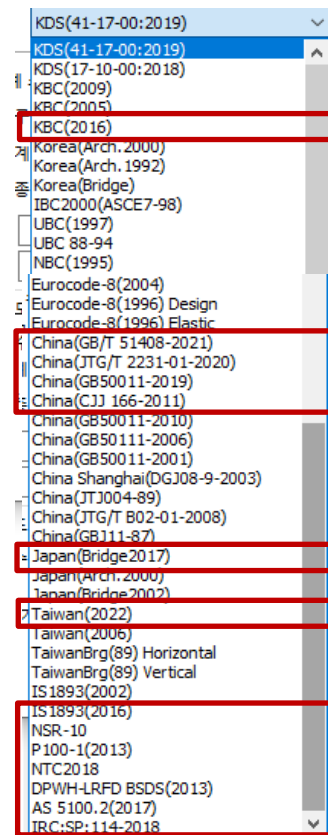 KDS(41-17-00:2019)
KDS(41-17-00:2019)
KDS(17-10-00:2018)
KBC(2009)
KBC(2005)
KBC(2016)
Korea(Arch.2000)
Korea(Arch.1992)
Korea(Bridge)
IBC2000(ASCE7-98)
UBC(1997)
UBC 88-94
NBC(1995)
Eurocode-8(2004)
Eurocode-8(1996) Design
Eurocode-8(1996) Elastic
China(GB/T 51408-2021)
China(JTG/T 2231-01-2020)
China(GB50011-2019)
China(CJJ 166-2011)
China(GB50011-2010)
China(GB50111-2006)
China(GB50011-2001)
China Shanghai(DGJ08-9-2003)
China(JTJ004-89)
China(JTG/T B02-01-2008)
China(GBJ11-87)
Japan(Bridge2017)
Japan(Arch.2000)
Japan(Bridge2002)
Taiwan(2022)
Taiwan(2006)
TaiwanBrg(89) Horizontal
TaiwanBrg(89) Vertical
IS1893(2002)
IS1893(2016)
NSR-10
P100-1(2013)
NTC2018
DPWH-LRFD BSDS(2013)
AS 5100.2(2017)
IRC:SP:114-2018